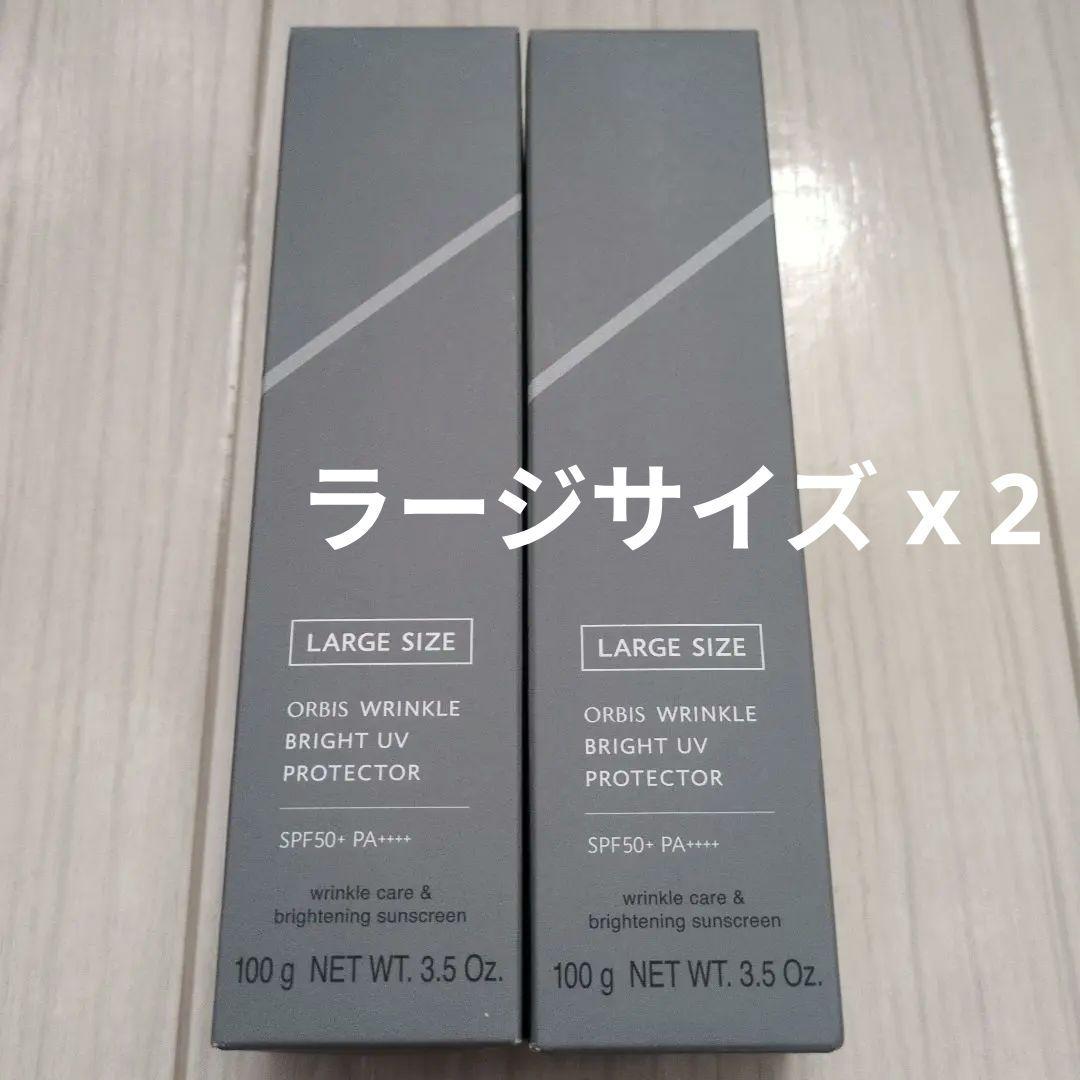 ラージサイズ x 2
LARGE SIZE
ORBIS WRINKLE
BRIGHT UV
PROTECTOR
SPF50+ PA++++
wrinkle care &
brightening sunscreen
100 g NET WT. 3.5 Oz.
LARGE SIZE
ORBIS WRINKLE
BRIGHT UV
PROTECTOR
SPF50+ PA++++
wrinkle care &
brightening sunscreen
100 g NET WT. 3.5 Oz.